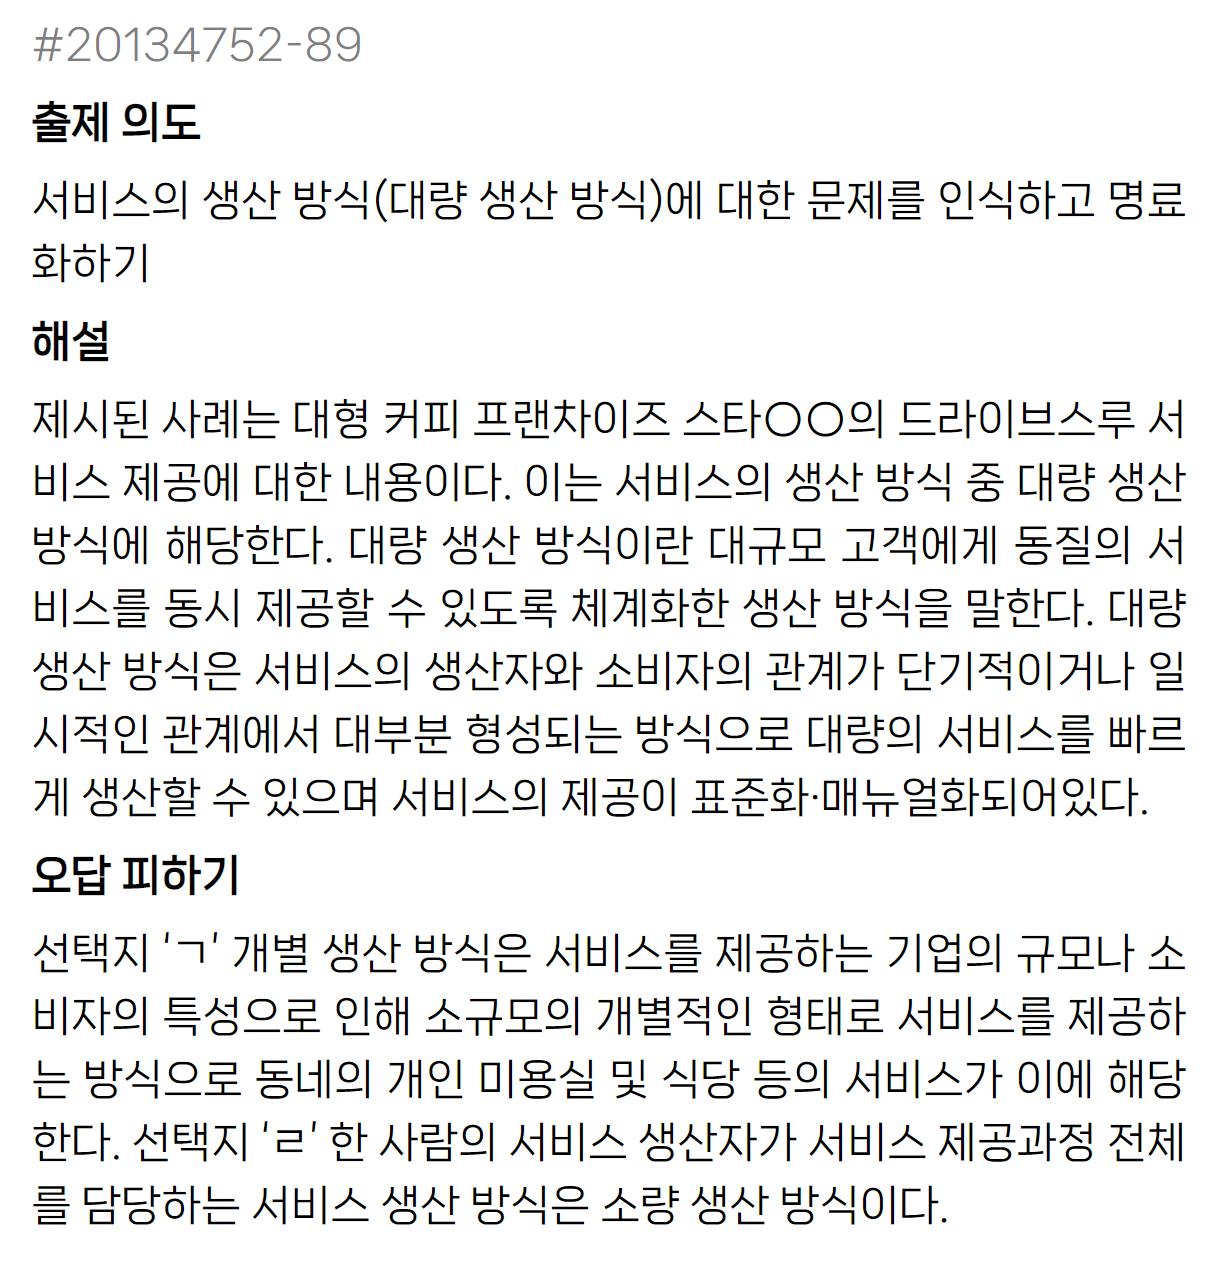 #20134752-89
출제 의도
서비스의 생산 방식(대량 생산 방식)에 대한 문제를 인식하고 명료
화하기
해설
제시된 사례는 대형 커피 프랜차이즈 스타〇〇의 드라이브스루 서
비스 제공에 대한 내용이다. 이는 서비스의 생산 방식 중 대량 생산
방식에 해당한다. 대량 생산 방식이란 대규모 고객에게 동질의 서
비스를 동시 제공할 수 있도록 체계화한 생산 방식을 말한다. 대량
생산 방식은 서비스의 생산자와 소비자의 관계가 단기적이거나 일
시적인 관계에서 대부분 형성되는 방식으로 대량의 서비스를 빠르
게 생산할 수 있으며 서비스의 제공이 표준화·매뉴얼화되어있다.
오답 피하기
선택지 'ㄱ' 개별 생산 방식은 서비스를 제공하는 기업의 규모나 소
비자의 특성으로 인해 소규모의 개별적인 형태로 서비스를 제공하
는 방식으로 동네의 개인 미용실 및 식당 등의 서비스가 이에 해당
한다. 선택지 'ㄹ' 한 사람의 서비스 생산자가 서비스 제공과정 전체
를 담당하는 서비스 생산 방식은 소량 생산 방식이다.